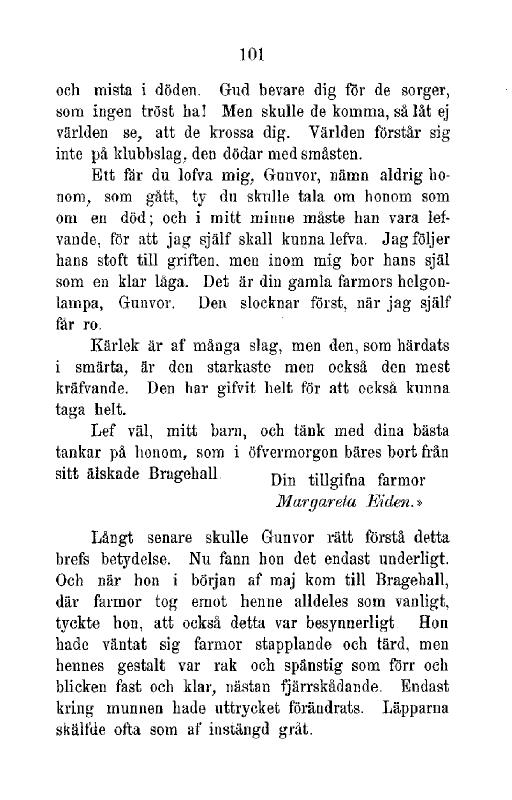 101
och mista i döden. Gud bevare dig för de sorger,
som ingen tröst ha! Men skulle de komma, så låt ej
världen se, att de krossa dig. Världen förstår sig
inte på klubbslag, den dödar med småsten.
Ett får du lofva mig, Gunvor, nämn aldrig ho-
nom, som gått, ty du skulle tala om honom som
om en död; och i mitt minne måste han vara lef-
vande, för att jag själf skall kunna lefva. Jag följer
hans stoft till griften, men inom mig bor hans själ
som en klar låga. Det är din gamla farmors helgon-
lampa, Gunvor. Den slocknar först, när jag själf
får ro.
Kärlek är af många slag, men den, som härdats
i smärta, är den starkaste men också den mest
kräfvande. Den har gifvit helt för att också kunna
taga helt.
Lef väl, mitt barn, och tänk med dina bästa
tankar på honom, som i öfvermorgon bäres bort från
sitt älskade Bragehall.
Din tillgifna farmor
Margareta Eiden.»
Långt senare skulle Gunvor rätt förstå detta
brefs betydelse. Nu fann hon det endast underligt.
Och när hon i början af maj kom till Bragehall,
där farmor tog emot henne alldeles som vanligt,
tyckte hon, att också detta var besynnerligt Hon
hade väntat sig farmor stapplande och tärd, men
hennes gestalt var rak och spänstig som förr och
blicken fast och klar, nästan fjärrskådande. Endast
kring munnen hade uttrycket förändrats. Läpparna
skälfde ofta som af instängd gråt.